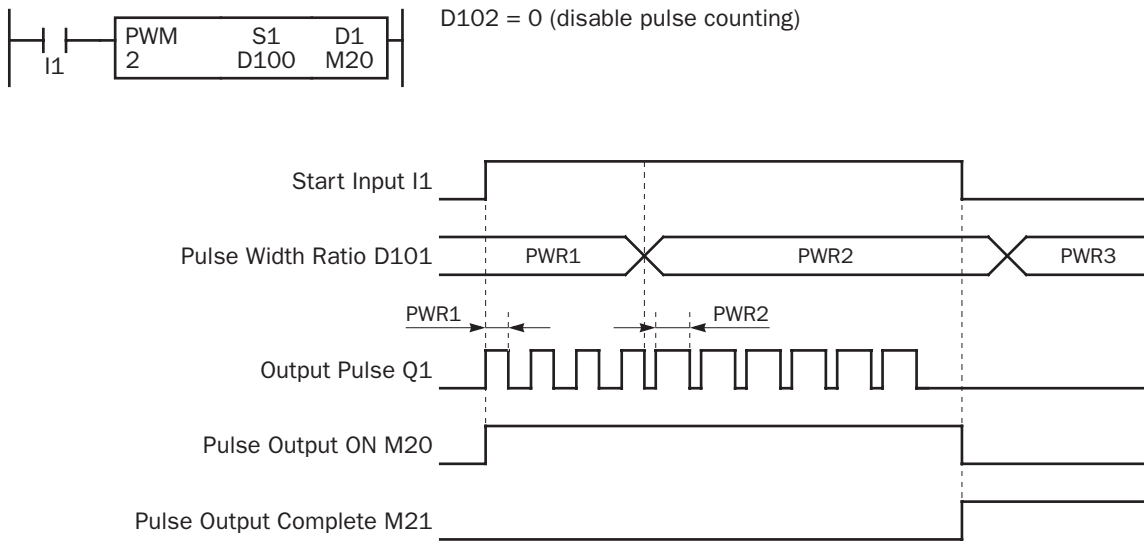 PWM S1 D1
2 D100 M20
I1
D102 = 0 (disable pulse counting)
Start Input I1
Pulse Width Ratio D101
PWR1 PWR2 PWR3
PWR1 PWR2
Output Pulse Q1
Pulse Output ON M20
Pulse Output Complete M21